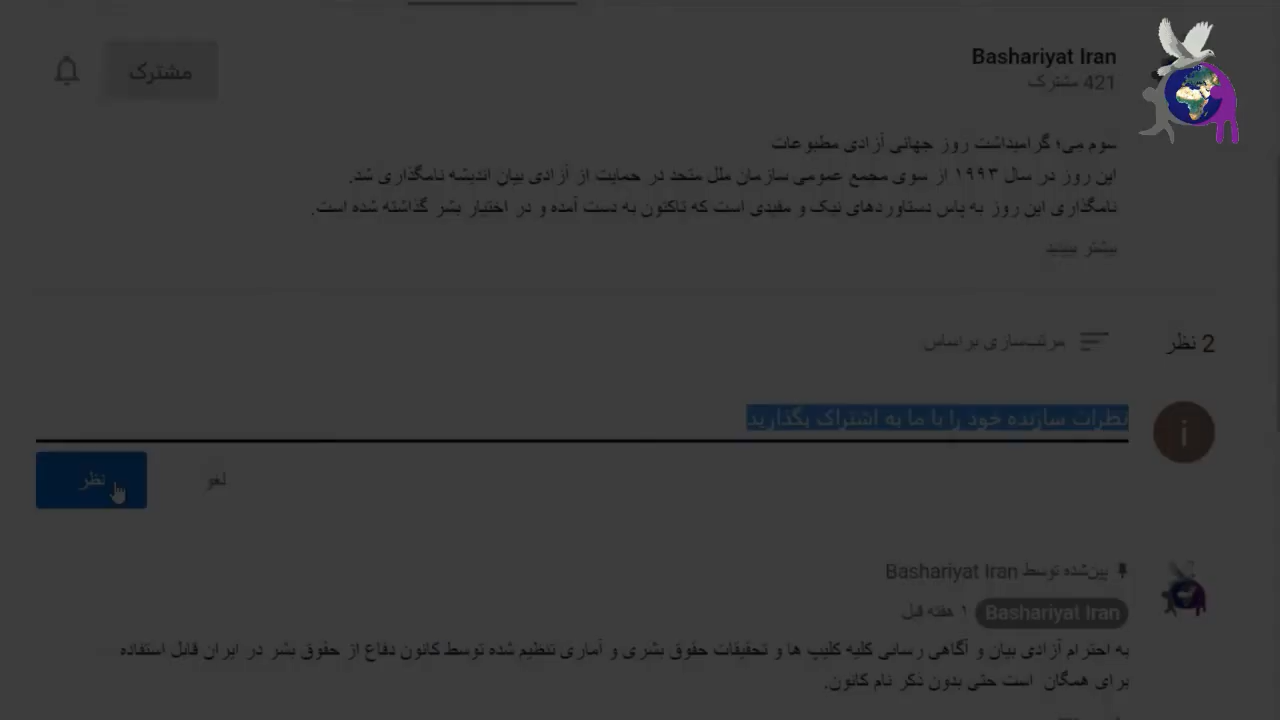 Bashariyat Iran
421 مشترک
مشترک
سوم می؛ گرامیداشت روز جهانی آزادی مطبوعات
این روز در سال ۱۹۹۳ از سوی مجمع عمومی سازمان ملل متحد در حمایت از آزادی بیان اندیشه نامگذاری شد.
نامگذاری این روز به پاس دستاوردهای نیک و مفیدی است که تاکنون به دست آمده و در اختیار بشر گذاشته شده است.
بیشتر ببینید
2 نظر
مرتب‌سازی براساس
نظرات سازنده خود را با ما به اشتراک بگذارید
i
لغو
نظر
پین‌شده توسط Bashariyat Iran
Bashariyat Iran ۱ هفته قبل
به احترام آزادی بیان و آگاهی رسانی کلیه کلیپ ها و تحقیقات حقوق بشری و آماری تنظیم شده توسط کانون دفاع از حقوق بشر در ایران قابل استفاده
برای همگان است حتی بدون ذکر نام کانون.